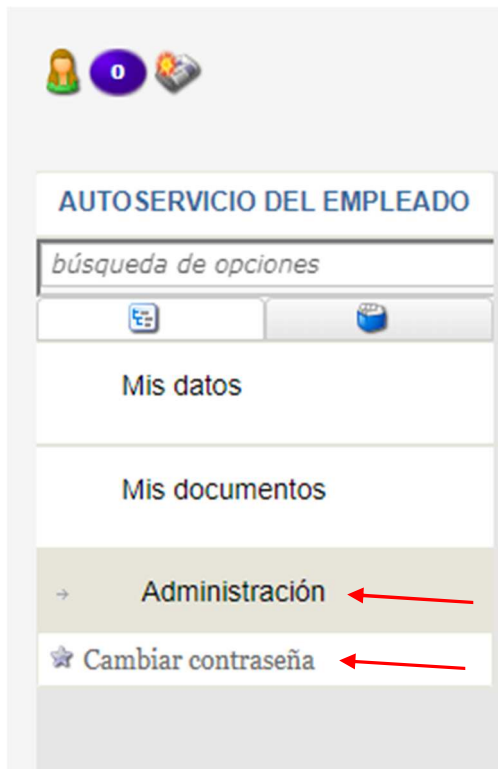 0
AUTOSERVICIO DEL EMPLEADO
búsqueda de opciones
Mis datos
Mis documentos
Administración
Cambiar contraseña